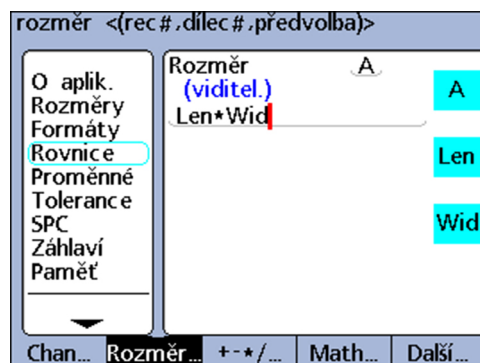 rozměr <(rec#,dílec#,předvolba)>
O aplik.
Rozměry
Formáty
Rovnice
Proměnné
Tolerance
SPC
Záhlaví
Paměť
Rozměr A
(viditel.)
Len*Wid
A
Len
Wid
Chan... Rozměr... +-*/... Math... Další...